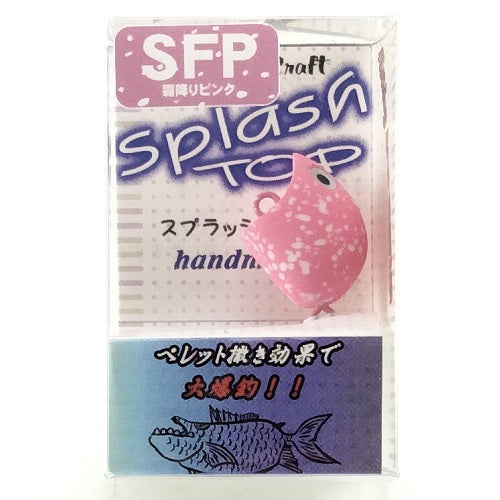 SFP
霜降りピンク
Craft
Splash
TOP
スプラッシ
handm
ペレット撒き効果で
大爆釣！！